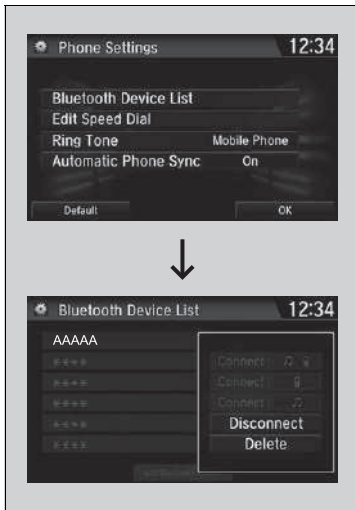 Phone Settings 12:34
Bluetooth Device List
Edit Speed Dial
Ring Tone Mobile Phone
Automatic Phone Sync On
Default OK
Bluetooth Device List 12:34
AAAAA
**** Connect
**** Connect
**** Connect
**** Disconnect
**** Delete